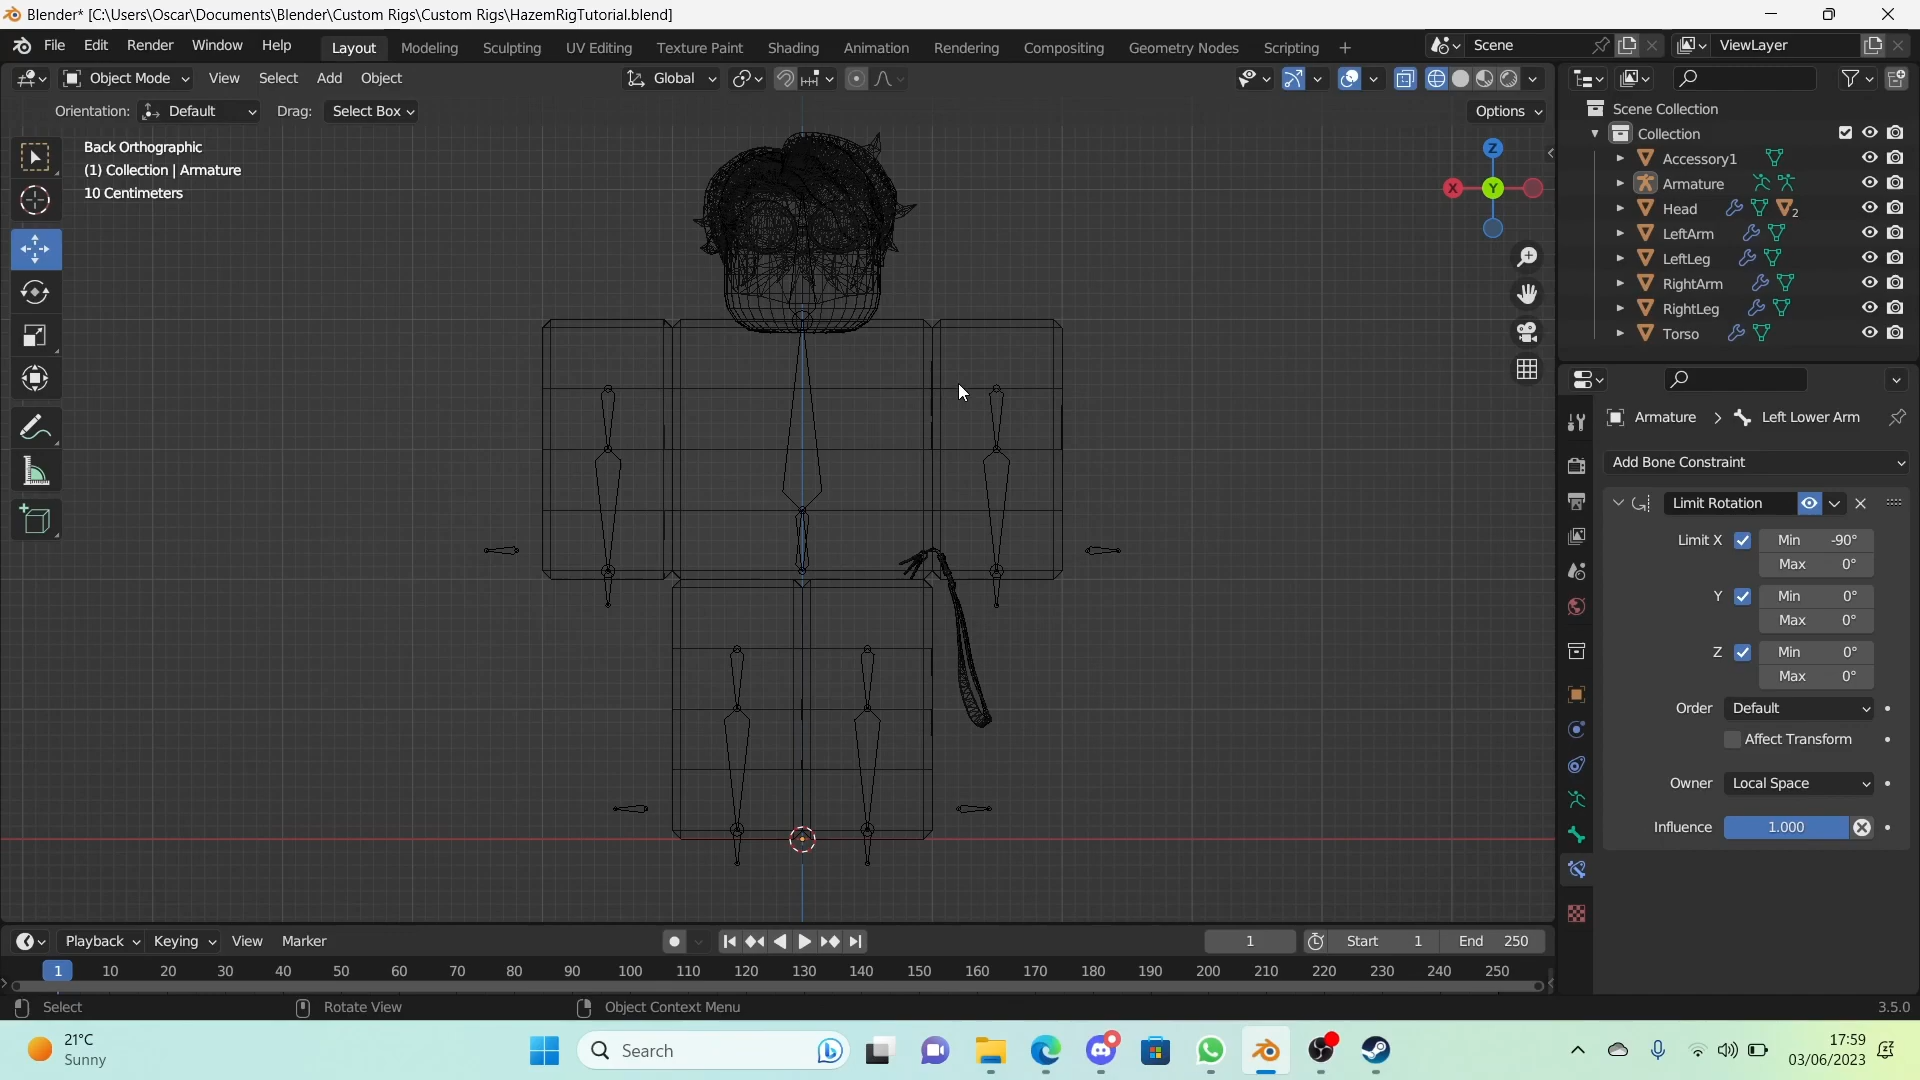 Blender* [C:\Users\Oscar\Documents\Blender\Custom Rigs\Custom Rigs\HazemRigTutorial.blend]
File Edit Render Window Help Layout Modeling Sculpting UV Editing Texture Paint Shading Animation Rendering Compositing Geometry Nodes Scripting + Scene ViewLayer
Object Mode View Select Add Object Global
Orientation: Default Drag: Select Box Options
Back Orthographic
(1) Collection | Armature
10 Centimeters
Z
X
Y
Scene Collection
Collection
Accessory1
Armature
Head 2
LeftArm
LeftLeg
RightArm
RightLeg
Torso
Armature > Left Lower Arm
Add Bone Constraint
Limit Rotation
Limit X Min -90°
Max 0°
Y Min 0°
Max 0°
Z Min 0°
Max 0°
Order Default
Affect Transform
Owner Local Space
Influence 1.000
Playback Keying View Marker 1 Start 1 End 250
1 10 20 30 40 50 60 70 80 90 100 110 120 130 140 150 160 170 180 190 200 210 220 230 240 250
Select Rotate View Object Context Menu 3.5.0
21°C
Sunny
Search
17:59
03/06/2023